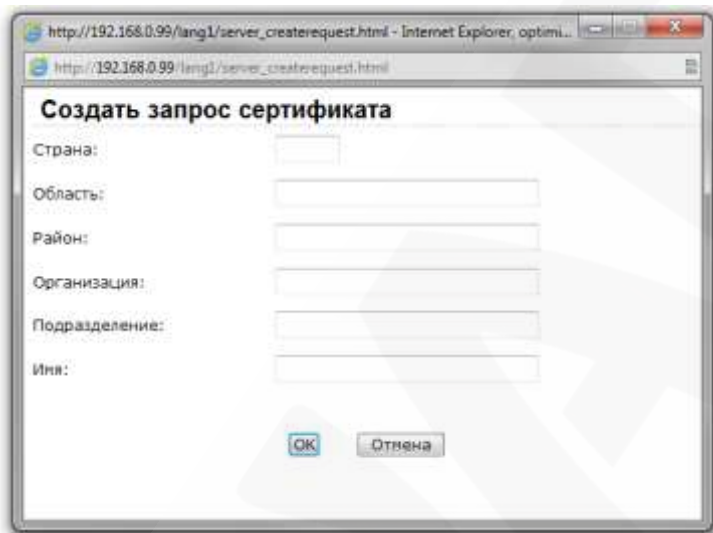 http://192.168.0.99/lang1/server_createrequest.html - Internet Explorer, optimi...
http://192.168.0.99/lang1/server_createrequest.html
Создать запрос сертификата
Страна:
Область:
Район:
Организация:
Подразделение:
Имя:
OK Отмена